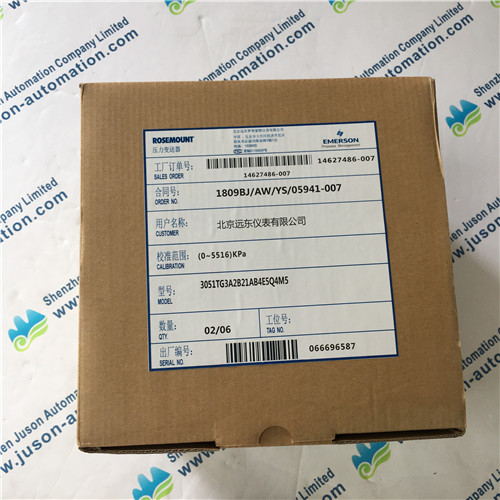 ROSEMOUNT
压力变送器
EMERSON
Process Management
工厂订单号:
SALES ORDER
14627486-007
14627486-007
合同号:
ORDER NO.
1809BJ/AW/YS/05941-007
用户名称:
CUSTOMER
北京远东仪表有限公司
校准范围:
CALIBRATION
(0~5516)KPa
型号:
MODEL
3051TG3A2B21AB4E5Q4M5
数量:
QTY.
02/06
工位号:
TAG NO.
出厂编号:
SERIAL NO.
066696587
Shenzhen Juson Automation Company Limited
www.juson-automation.com